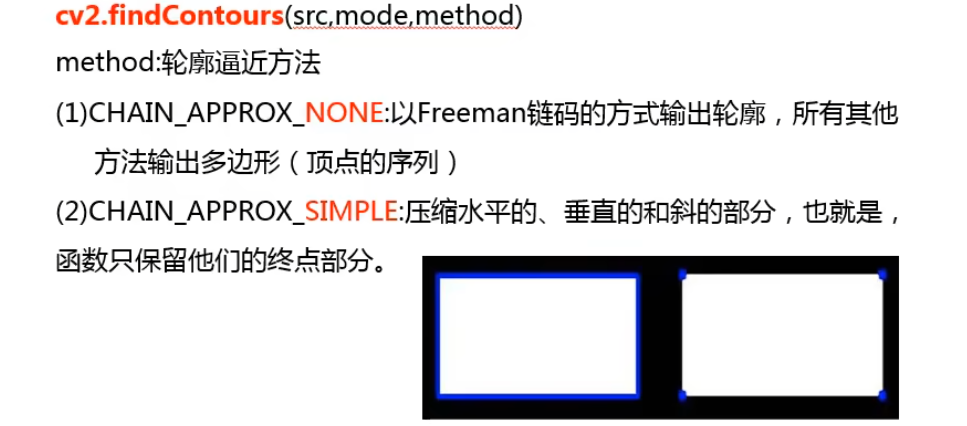 cv2.findContours(src,mode,method)
method:轮廓逼近方法
(1)CHAIN_APPROX_NONE:以Freeman链码的方式输出轮廓，所有其他
方法输出多边形（顶点的序列）
(2)CHAIN_APPROX_SIMPLE:压缩水平的、垂直的和斜的部分，也就是，
函数只保留他们的终点部分。